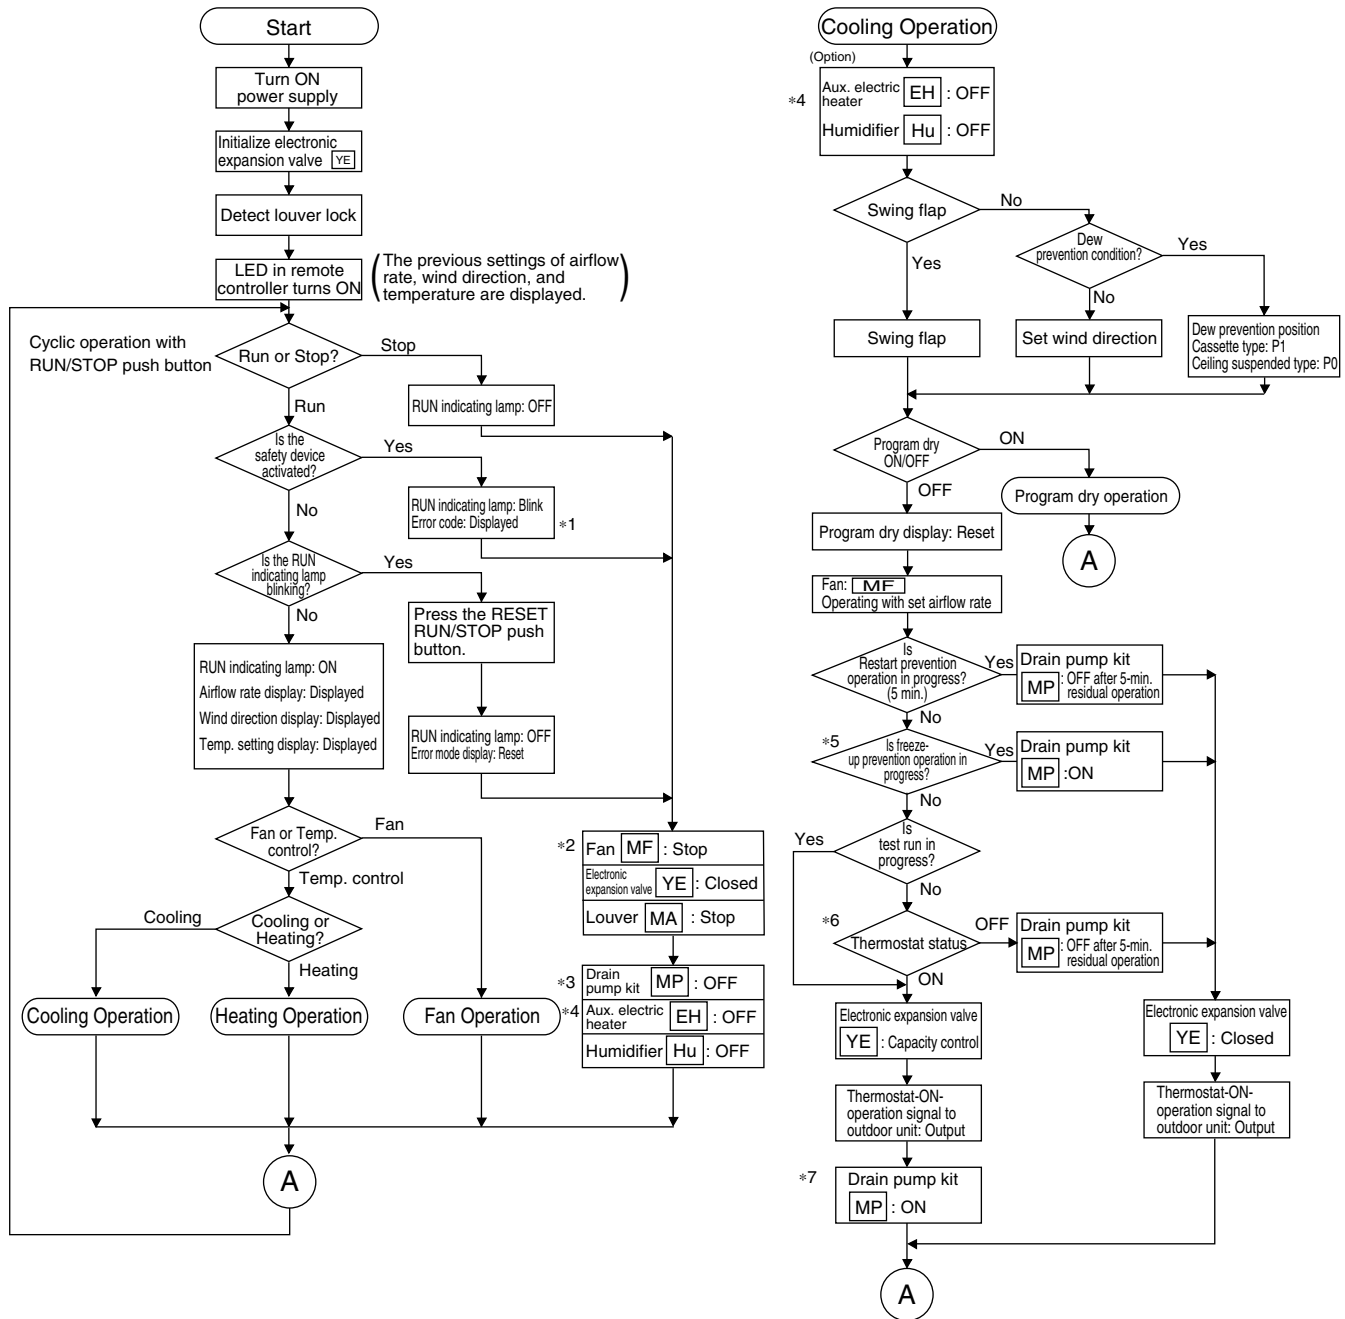 Start
Turn ON
power supply
Initialize electronic
expansion valve YE
Detect louver lock
LED in remote
controller turns ON
(The previous settings of airflow
rate, wind direction, and
temperature are displayed.)
Cyclic operation with
RUN/STOP push button
Run or Stop?
Stop
RUN indicating lamp: OFF
Run
Is the
safety device
activated?
Yes
RUN indicating lamp: Blink
Error code: Displayed
*1
No
Is the RUN
indicating lamp
blinking?
Yes
Press the RESET
RUN/STOP push
button.
No
RUN indicating lamp: ON
Airflow rate display: Displayed
Wind direction display: Displayed
Temp. setting display: Displayed
RUN indicating lamp: OFF
Error mode display: Reset
Fan or Temp.
control?
Fan
Temp. control
Cooling or
Heating?
Cooling
Heating
*2 Fan MF : Stop
Electronic
expansion valve YE : Closed
Louver MA : Stop
*3 Drain
pump kit MP : OFF
*4 Aux. electric
heater EH : OFF
Humidifier Hu : OFF
Cooling Operation
Heating Operation
Fan Operation
A
Cooling Operation
(Option)
*4
Aux. electric
heater EH : OFF
Humidifier Hu : OFF
Swing flap
No
Yes
Dew
prevention condition?
Yes
No
Swing flap
Set wind direction
Dew prevention position
Cassette type: P1
Ceiling suspended type: P0
Program dry
ON/OFF
ON
OFF
Program dry operation
A
Program dry display: Reset
Fan: MF
Operating with set airflow rate
Is
Restart prevention
operation in progress?
(5 min.)
Yes
Drain pump kit
MP : OFF after 5-min.
residual operation
No
*5
Is freeze-
up prevention operation in
progress?
Yes
Drain pump kit
MP :ON
No
Is
test run in
progress?
Yes
No
*6
Thermostat status
OFF
Drain pump kit
MP : OFF after 5-min.
residual operation
ON
Electronic expansion valve
YE : Capacity control
Electronic expansion valve
YE : Closed
Thermostat-ON-
operation signal to
outdoor unit: Output
Thermostat-ON-
operation signal to
outdoor unit: Output
*7
Drain pump kit
MP : ON
A